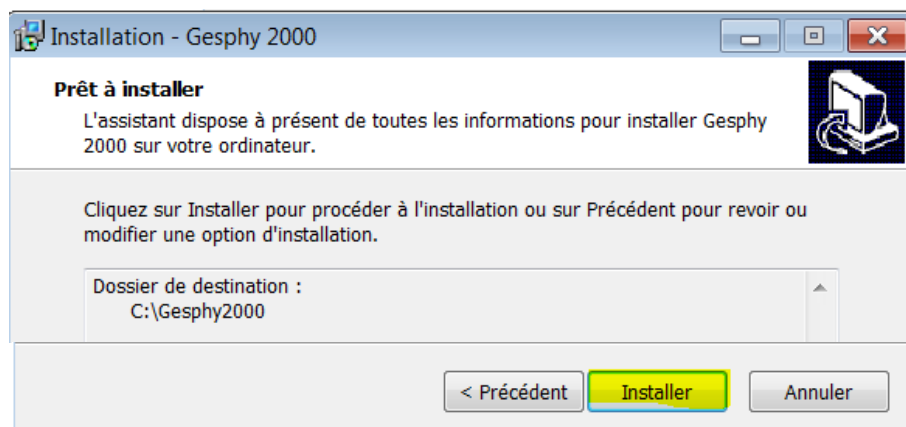 Installation - Gesphy 2000
Prêt à installer
L'assistant dispose à présent de toutes les informations pour installer Gesphy
2000 sur votre ordinateur.
Cliquez sur Installer pour procéder à l'installation ou sur Précédent pour revoir ou
modifier une option d'installation.
Dossier de destination :
C:\Gesphy2000
< Précédent Installer Annuler